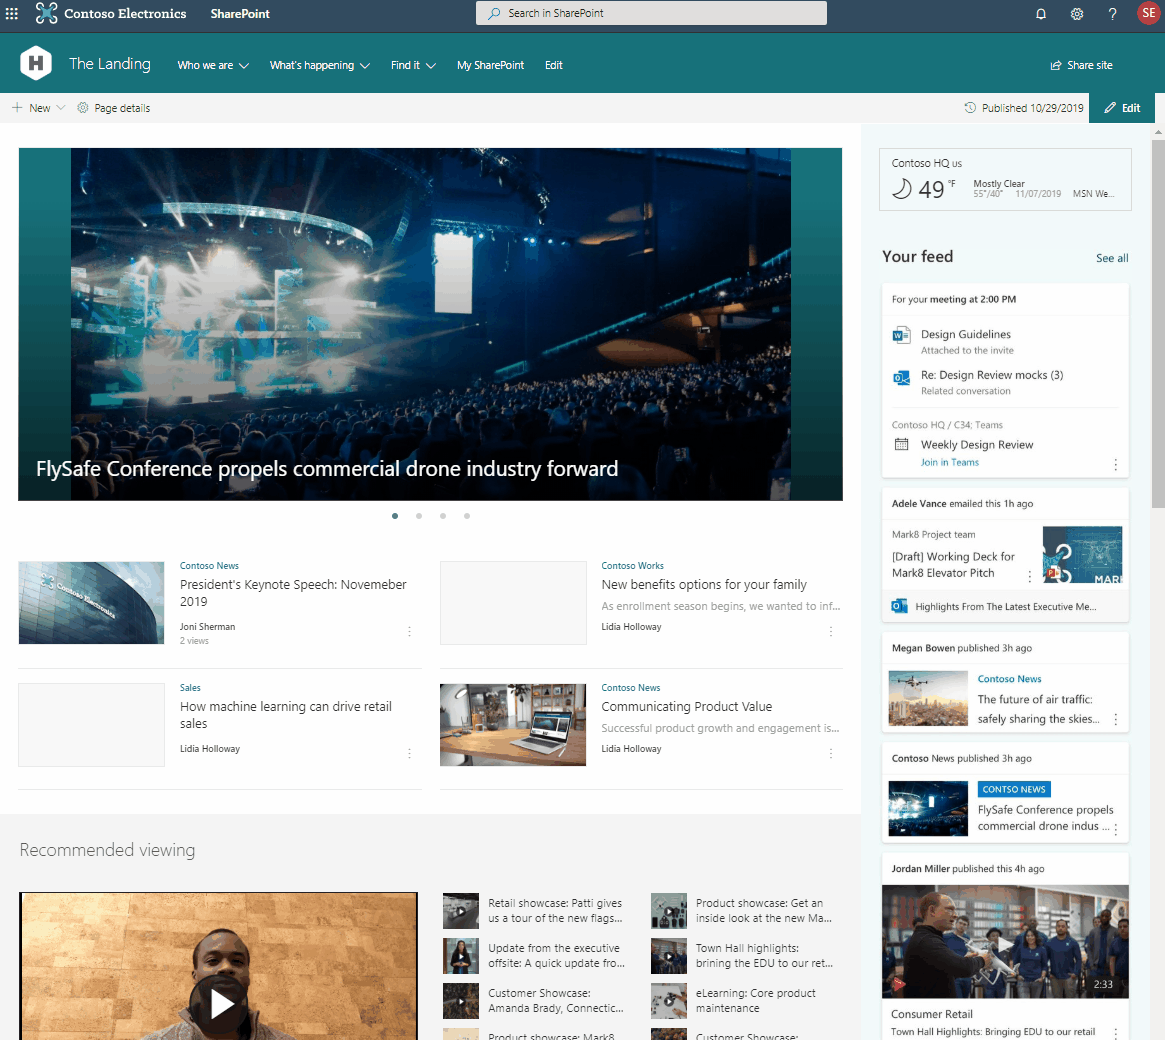 Contoso Electronics
SharePoint
Search in SharePoint
?
SE
H
The Landing
Who we are
What's happening
Find it
My SharePoint
Edit
Share site
New
Page details
Published 10/29/2019
Edit
FlySafe Conference propels commercial drone industry forward
Contoso Electronics
Contoso News
President's Keynote Speech: Novemeber
2019
Joni Sherman
2 views
Contoso Works
New benefits options for your family
As enrollment season begins, we wanted to inf...
Lidia Holloway
Sales
How machine learning can drive retail
sales
Lidia Holloway
Contoso News
Communicating Product Value
Successful product growth and engagement is...
Lidia Holloway
Recommended viewing
Retail showcase: Patti gives
us a tour of the new flags...
Update from the executive
offsite: A quick update fro...
Customer Showcase:
Amanda Brady, Connectic...
Product showcase: Mark8
Product showcase: Get an
inside look at the new Ma...
Town Hall highlights:
brining the EDU to our ret...
eLearning: Core product
maintenance
Customer Showcase:
Contoso HQ US
49 °F
Mostly Clear
55°/40° 11/07/2019 MSN We...
Your feed
See all
For your meeting at 2:00 PM
Design Guidelines
Attached to the invite
Re: Design Review mocks (3)
Related conversation
Contoso HQ / C34; Teams
Weekly Design Review
Join in Teams
Adele Vance emailed this 1h ago
Mark8 Project team
[Draft] Working Deck for
Mark8 Elevator Pitch
MAR
Highlights From The Latest Executive Me...
Megan Bowen published 3h ago
Contoso News
The future of air traffic:
safely sharing the skies...
Contoso News published 3h ago
CONTSO NEWS
FlySafe Conference propels
commercial drone indus ...
Jordan Miller published this 4h ago
2:33
Consumer Retail
Town Hall Highlights: Bringing EDU to our retail